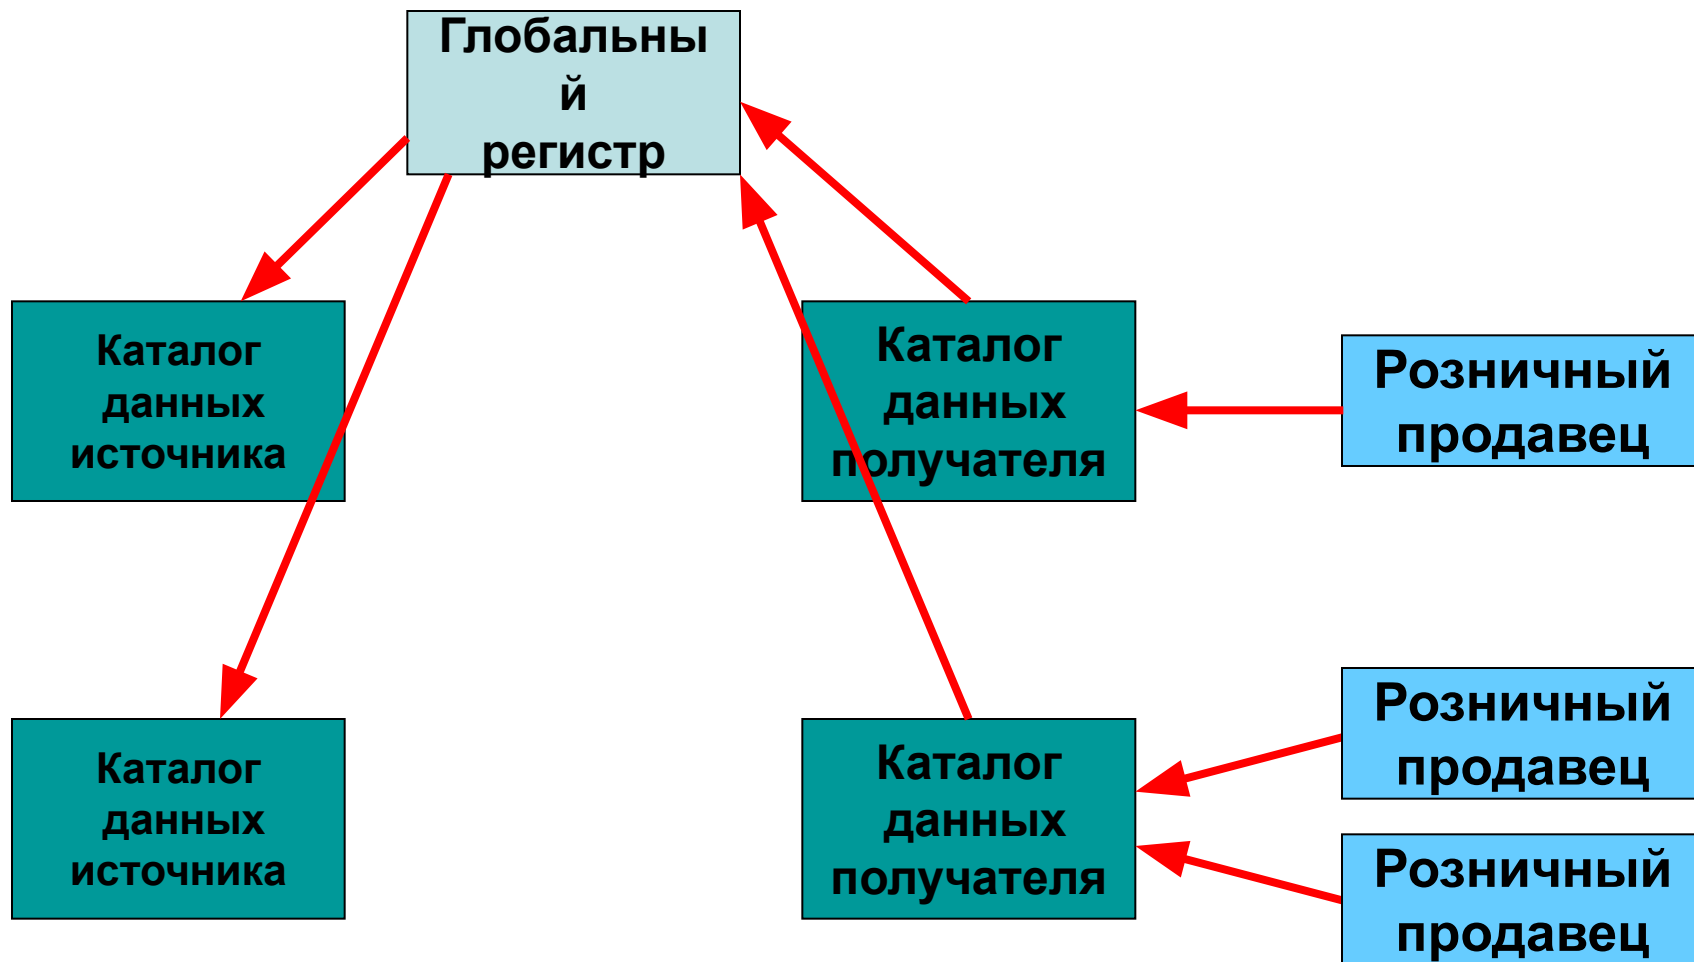 Глобальны
й
регистр
Каталог
данных
источника
Каталог
данных
получателя
Розничный
продавец
Каталог
данных
источника
Каталог
данных
получателя
Розничный
продавец
Розничный
продавец